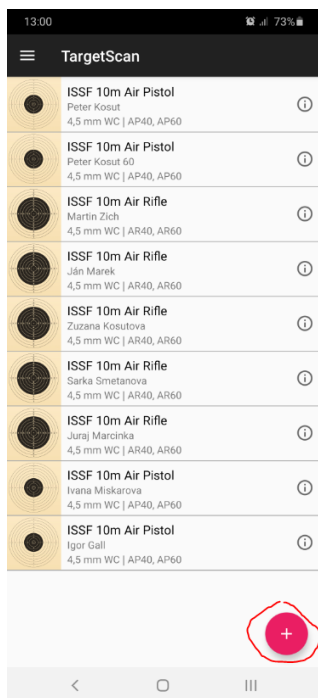 13:00 73%
TargetScan
ISSF 10m Air Pistol
Peter Kosut
4,5 mm WC | AP40, AP60
ISSF 10m Air Pistol
Peter Kosut 60
4,5 mm WC | AP40, AP60
ISSF 10m Air Rifle
Martin Zich
4,5 mm WC | AR40, AR60
ISSF 10m Air Rifle
Ján Marek
4,5 mm WC | AR40, AR60
ISSF 10m Air Rifle
Zuzana Kosutova
4,5 mm WC | AR40, AR60
ISSF 10m Air Rifle
Sarka Smetanova
4,5 mm WC | AR40, AR60
ISSF 10m Air Rifle
Juraj Marcinka
4,5 mm WC | AR40, AR60
ISSF 10m Air Pistol
Ivana Miskarova
4,5 mm WC | AP40, AP60
ISSF 10m Air Pistol
Igor Gall
4,5 mm WC | AP40, AP60
+